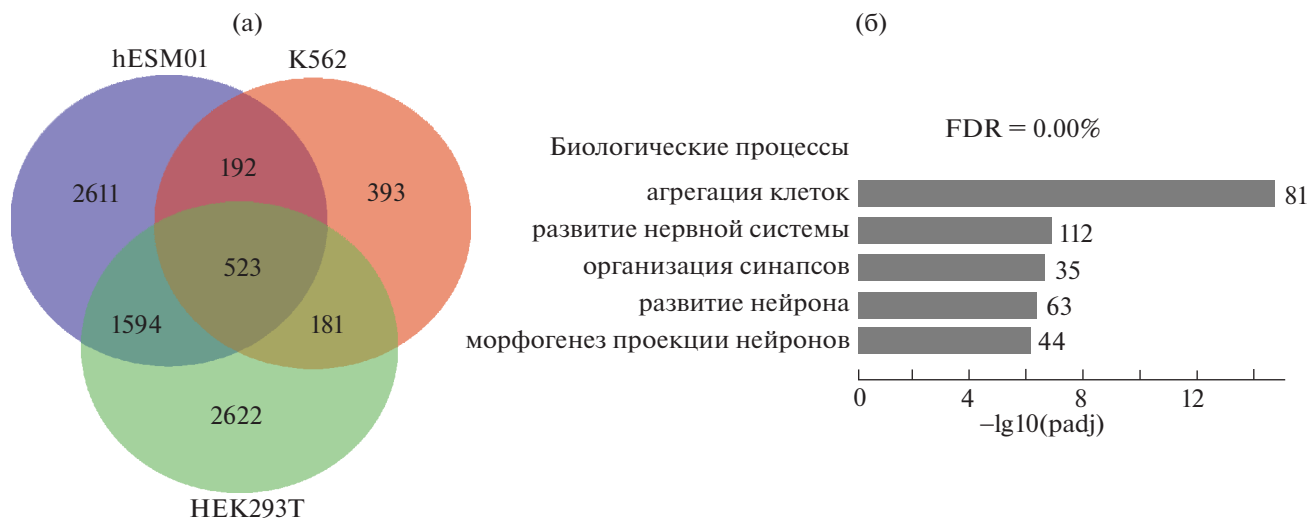 (а)
hESM01
K562
192
2611
393
523
1594
181
2622
HEK293T
(б)
FDR = 0.00%
Биологические процессы
агрегация клеток 81
развитие нервной системы 112
организация синапсов 35
развитие нейрона 63
морфогенез проекции нейронов 44
0 4 8 12
–lg10(padj)